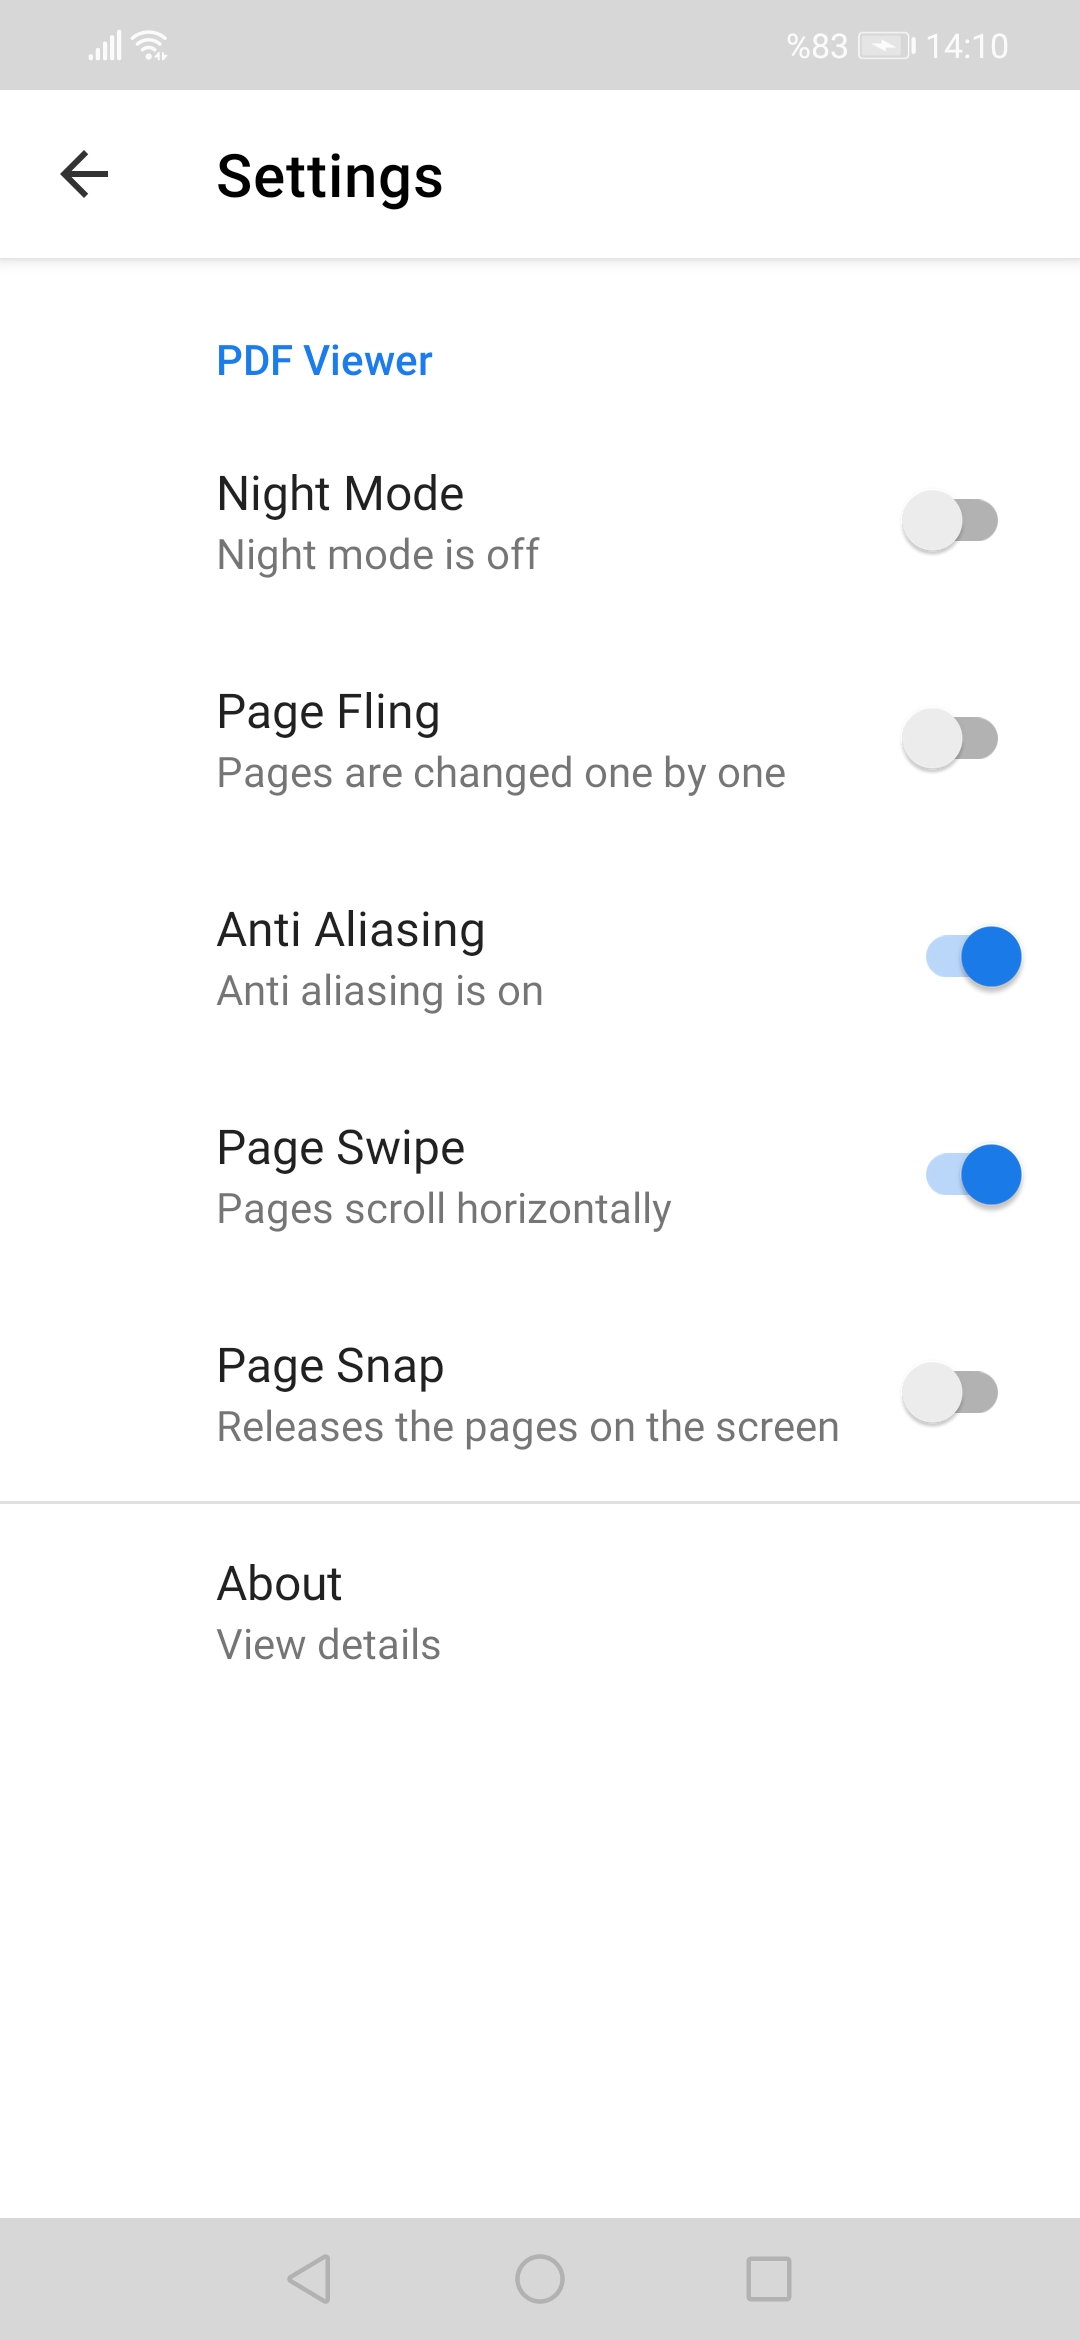 %83 14:10
Settings
PDF Viewer
Night Mode
Night mode is off
Page Fling
Pages are changed one by one
Anti Aliasing
Anti aliasing is on
Page Swipe
Pages scroll horizontally
Page Snap
Releases the pages on the screen
About
View details